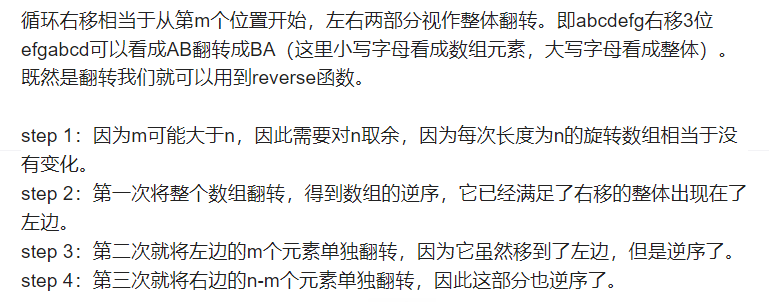 循环右移相当于从第m个位置开始，左右两部分视作整体翻转。即abcdefg右移3位
efgabcd可以看成AB翻转成BA（这里小写字母看成数组元素，大写字母看成整体）。
既然是翻转我们就可以用到reverse函数。
step 1：因为m可能大于n，因此需要对n取余，因为每次长度为n的旋转数组相当于没
有变化。
step 2：第一次将整个数组翻转，得到数组的逆序，它已经满足了右移的整体出现在了
左边。
step 3：第二次就将左边的m个元素单独翻转，因为它虽然移到了左边，但是逆序了。
step 4：第三次就将右边的n-m个元素单独翻转，因此这部分也逆序了。